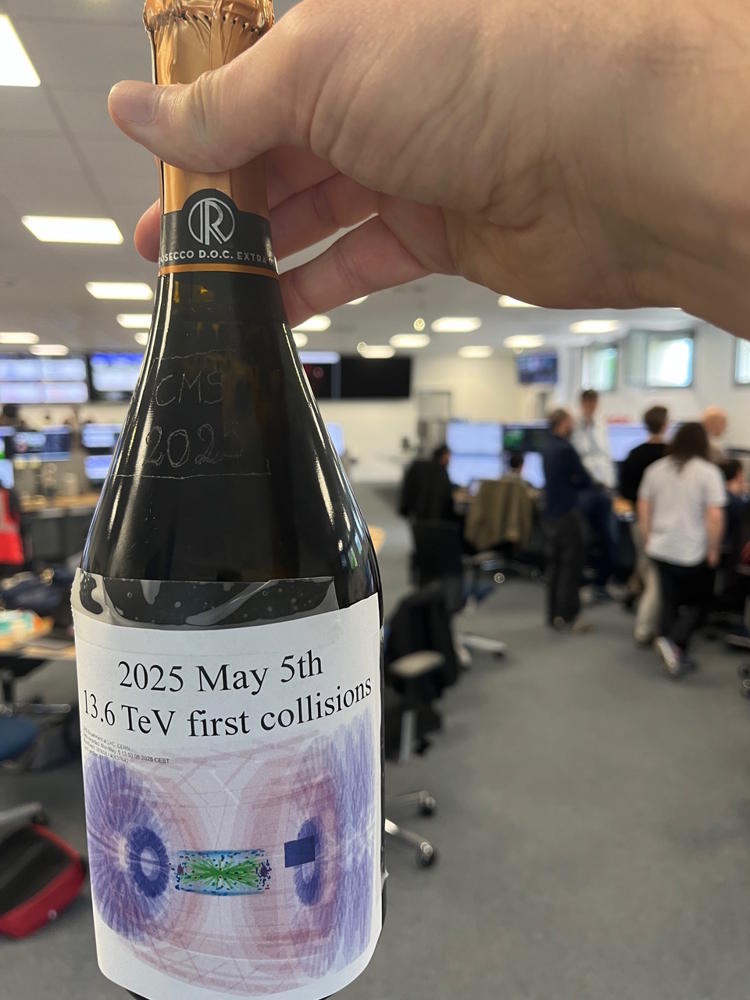 R
SECCO D.O.C. EXTRA
CMS
2025
2025 May 5th
13.6 TeV first collisions